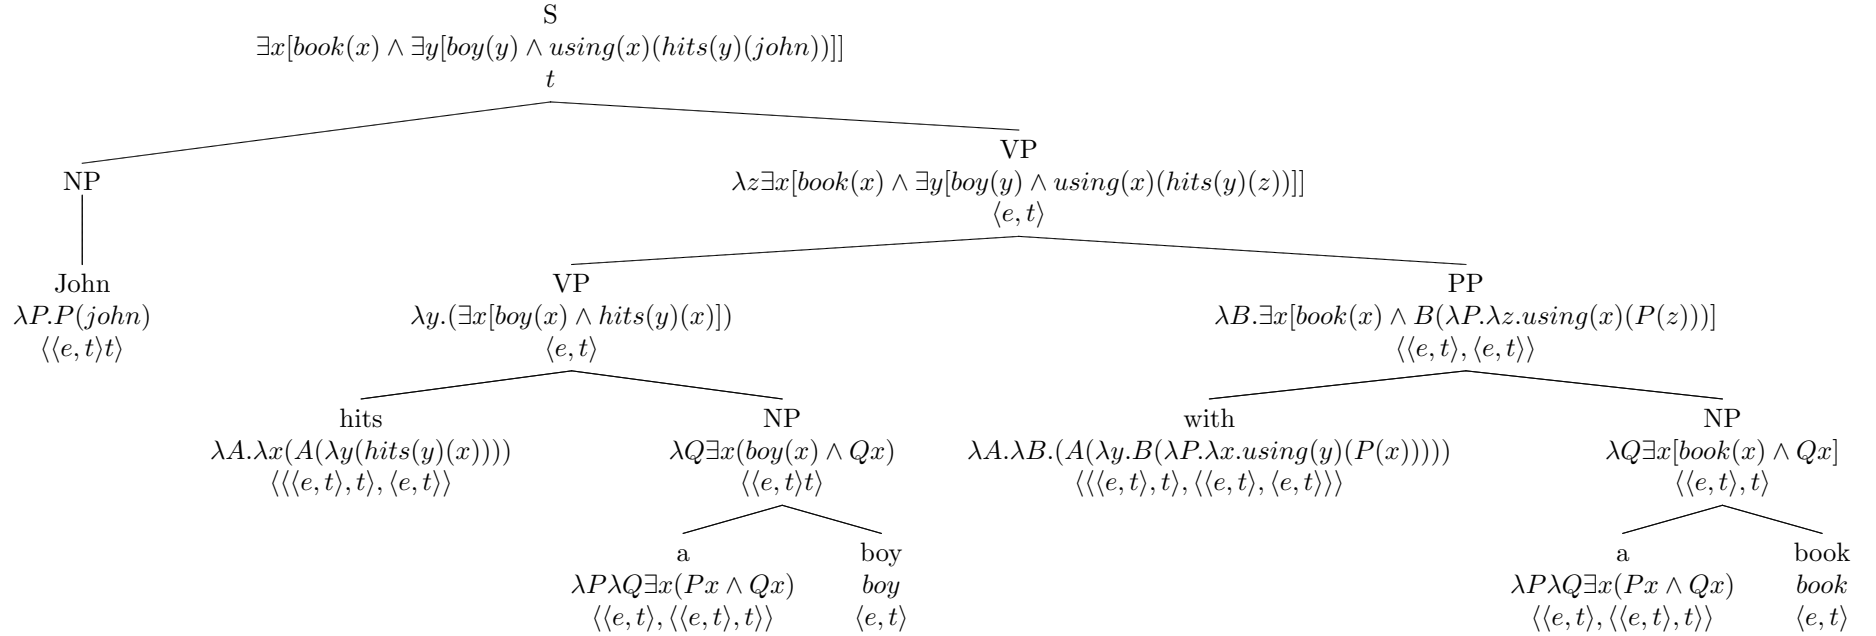 S
∃x[book(x) ∧ ∃y[boy(y) ∧ using(x)(hits(y)(john))]]
t
NP
VP
λz∃x[book(x) ∧ ∃y[boy(y) ∧ using(x)(hits(y)(z))]]
⟨e, t⟩
John
λP.P(john)
⟨⟨e, t⟩t⟩
VP
λy.(∃x[boy(x) ∧ hits(y)(x)])
⟨e, t⟩
PP
λB.∃x[book(x) ∧ B(λP.λz.using(x)(P(z)))]
⟨⟨e, t⟩, ⟨e, t⟩⟩
hits
λA.λx(A(λy(hits(y)(x))))
⟨⟨⟨e, t⟩, t⟩, ⟨e, t⟩⟩
NP
λQ∃x(boy(x) ∧ Qx)
⟨⟨e, t⟩t⟩
with
λA.λB.(A(λy.B(λP.λx.using(y)(P(x)))))
⟨⟨⟨e, t⟩, t⟩, ⟨⟨e, t⟩, ⟨e, t⟩⟩⟩
NP
λQ∃x[book(x) ∧ Qx]
⟨⟨e, t⟩, t⟩
a
λPλQ∃x(Px ∧ Qx)
⟨⟨e, t⟩, ⟨⟨e, t⟩, t⟩⟩
boy
boy
⟨e, t⟩
a
λPλQ∃x(Px ∧ Qx)
⟨⟨e, t⟩, ⟨⟨e, t⟩, t⟩⟩
book
book
⟨e, t⟩